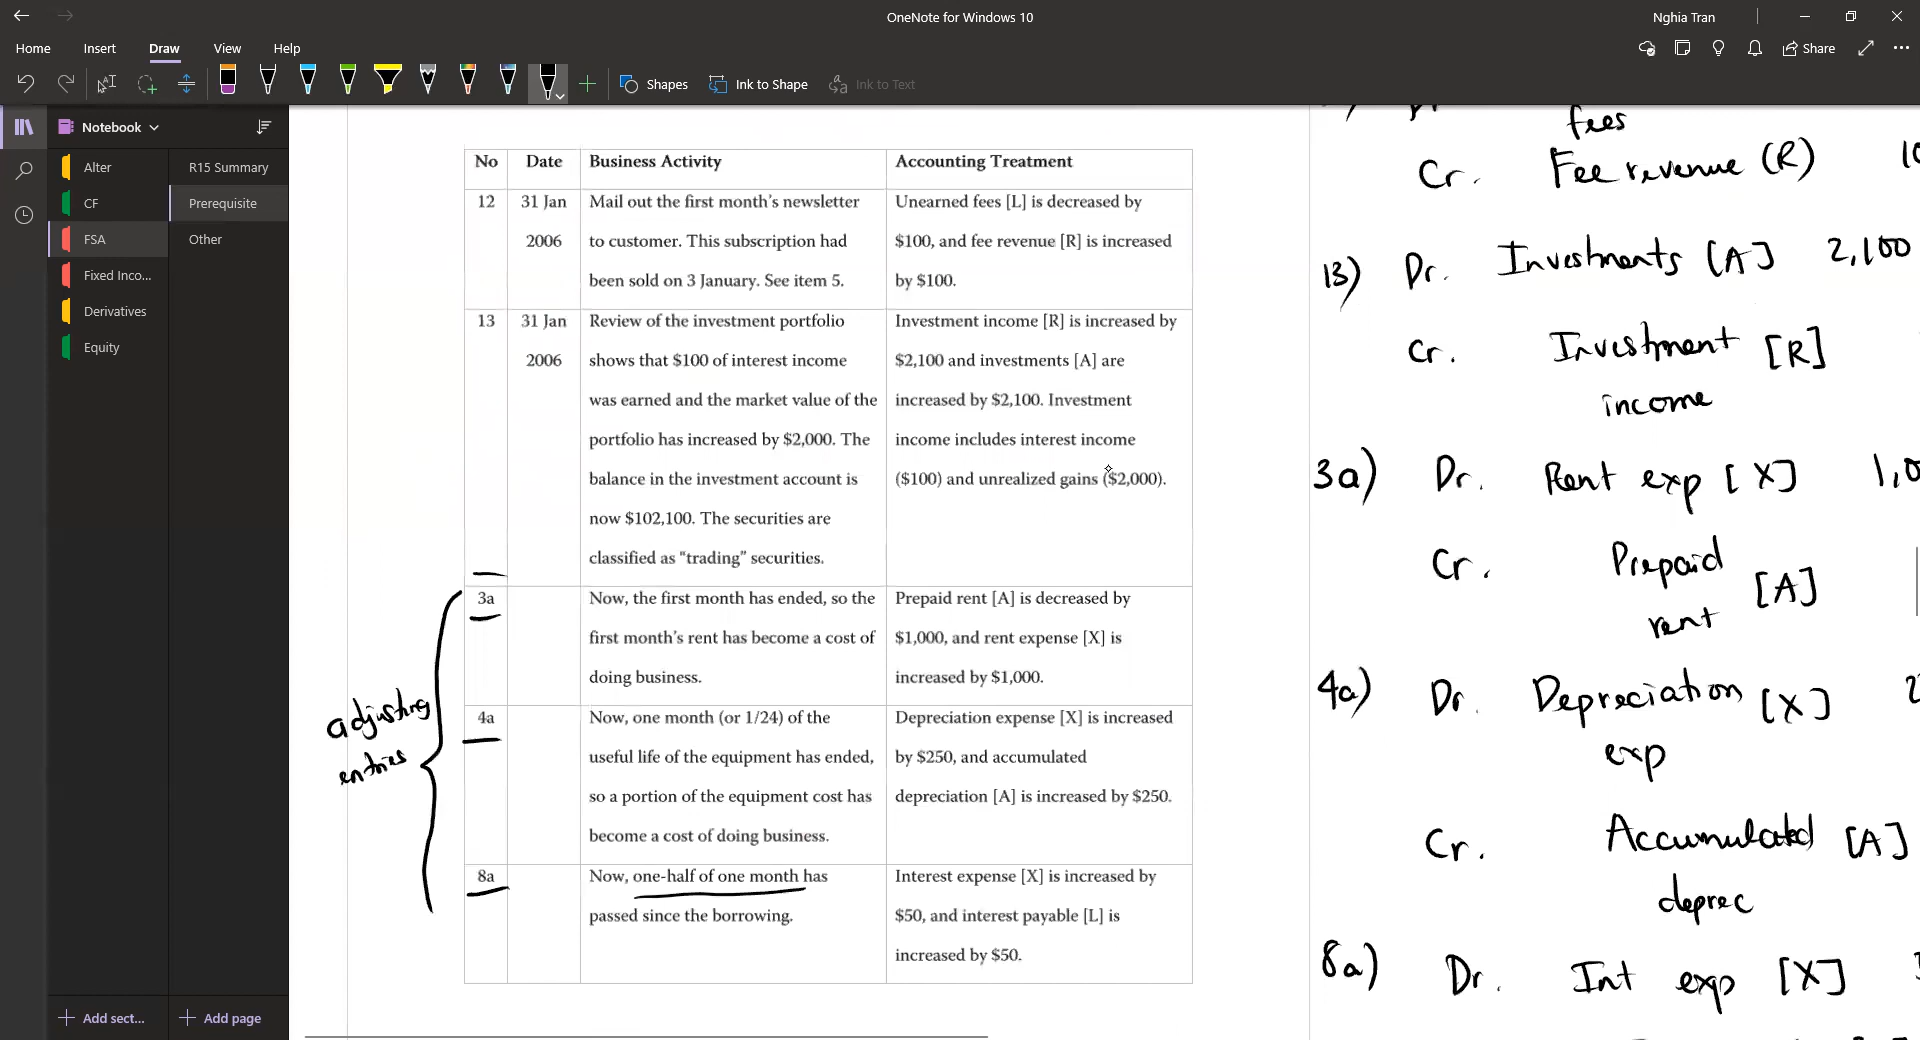 OneNote for Windows 10
Nghia Tran
Home
Insert
Draw
View
Help
Share
Shapes
Ink to Shape
Ink to Text
Notebook
Alter
CF
FSA
Fixed Inco...
Derivatives
Equity
R15 Summary
Prerequisite
Other
Add sect...
Add page
No Date Business Activity Accounting Treatment
12
31 Jan
2006
Mail out the first month's newsletter
to customer. This subscription had
been sold on 3 January. See item 5.
Unearned fees [L] is decreased by
$100, and fee revenue [R] is increased
by $100.
13
31 Jan
2006
Review of the investment portfolio
shows that $100 of interest income
was earned and the market value of the
portfolio has increased by $2,000. The
balance in the investment account is
now $102,100. The securities are
classified as "trading" securities.
Investment income [R] is increased by
$2,100 and investments [A] are
increased by $2,100. Investment
income includes interest income
($100) and unrealized gains ($2,000).
3a
Now, the first month has ended, so the
first month's rent has become a cost of
doing business.
Prepaid rent [A] is decreased by
$1,000, and rent expense [X] is
increased by $1,000.
4a
Now, one month (or 1/24) of the
useful life of the equipment has ended,
so a portion of the equipment cost has
become a cost of doing business.
Depreciation expense [X] is increased
by $250, and accumulated
depreciation [A] is increased by $250.
8a
Now, one-half of one month has
passed since the borrowing.
Interest expense [X] is increased by
$50, and interest payable [L] is
increased by $50.
adjusting
entries
fees
Cr. Fee revenue (R)
13) Dr. Investments [A] 2,100
Cr. Investment [R]
income
3a) Dr. Rent exp [X]
Cr. Prepaid [A]
rent
4a) Dr. Depreciation [X]
exp
Cr. Accumulated [A]
deprec
8a) Dr. Int exp [X]